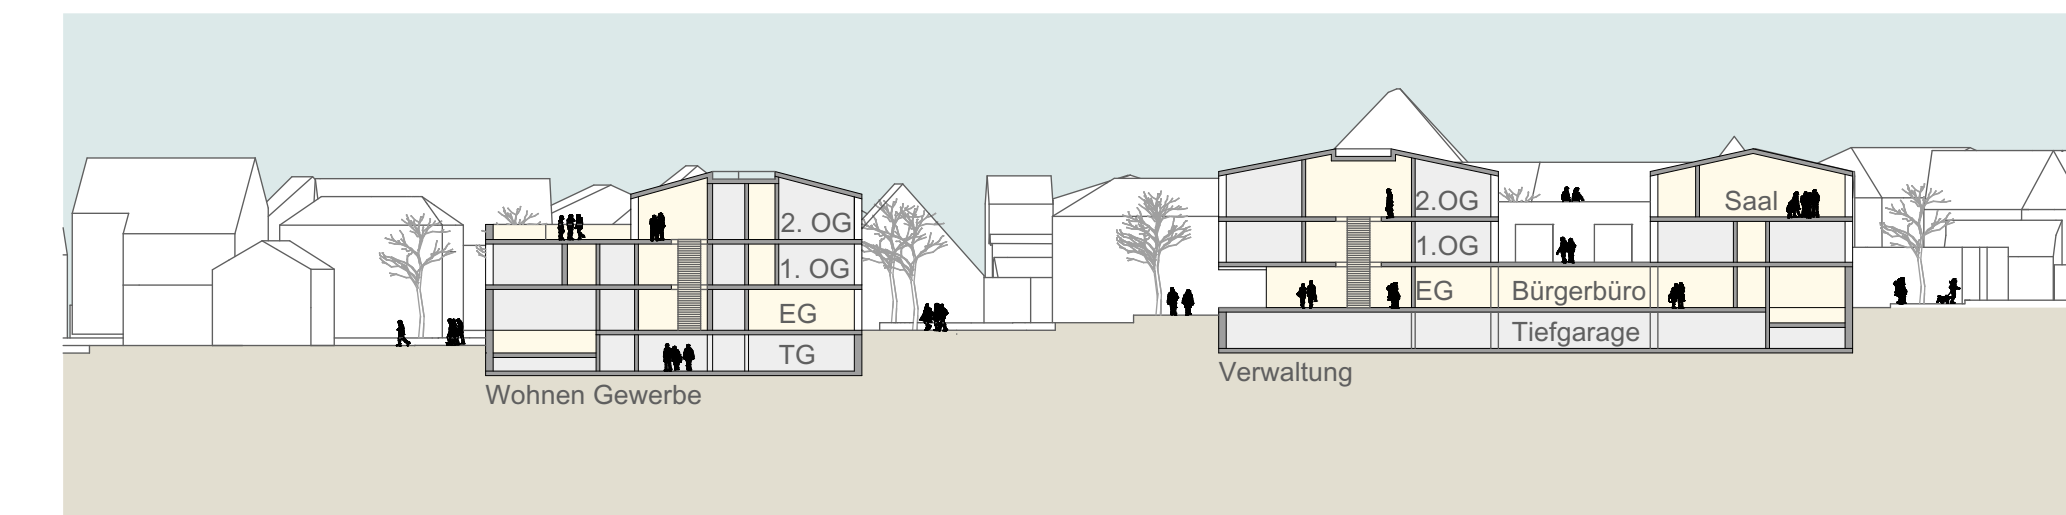 2. OG
1. OG
EG
TG
Wohnen Gewerbe
2.OG
Saal
1.OG
EG
Bürgerbüro
Tiefgarage
Verwaltung